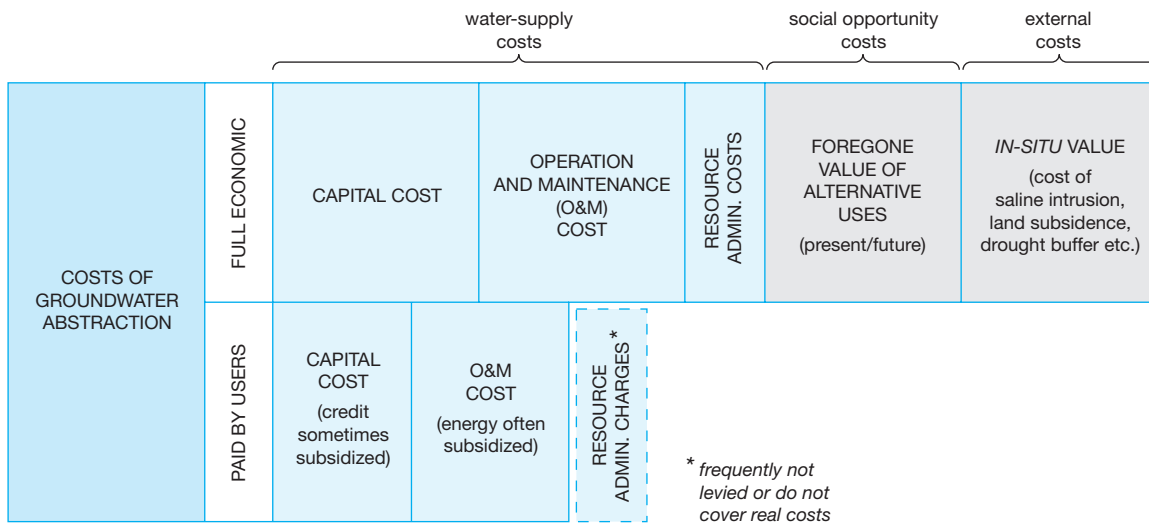 water-supply
costs
social opportunity
costs
external
costs
COSTS OF
GROUNDWATER
ABSTRACTION
FULL ECONOMIC
CAPITAL COST
OPERATION
AND MAINTENANCE
(O&M)
COST
RESOURCE
ADMIN. COSTS
FOREGONE
VALUE OF
ALTERNATIVE
USES
(present/future)
IN-SITU VALUE
(cost of
saline intrusion,
land subsidence,
drought buffer etc.)
PAID BY USERS
CAPITAL
COST
(credit
sometimes
subsidized)
O&M
COST
(energy often
subsidized)
RESOURCE
ADMIN. CHARGES*
* frequently not
levied or do not
cover real costs